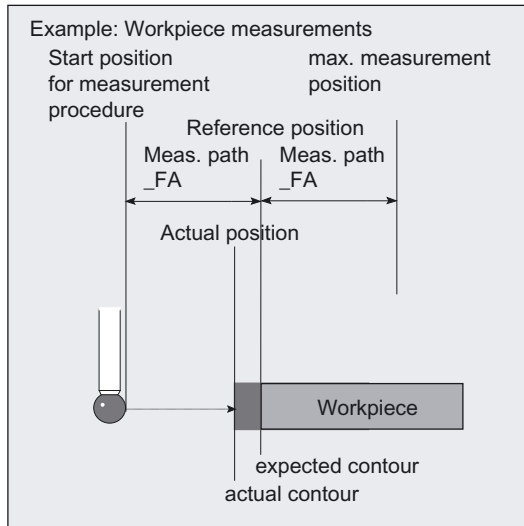 Example: Workpiece measurements
Start position
for measurement
procedure
max. measurement
position
Reference position
Meas. path
_FA
Meas. path
_FA
Actual position
Workpiece
expected contour
actual contour